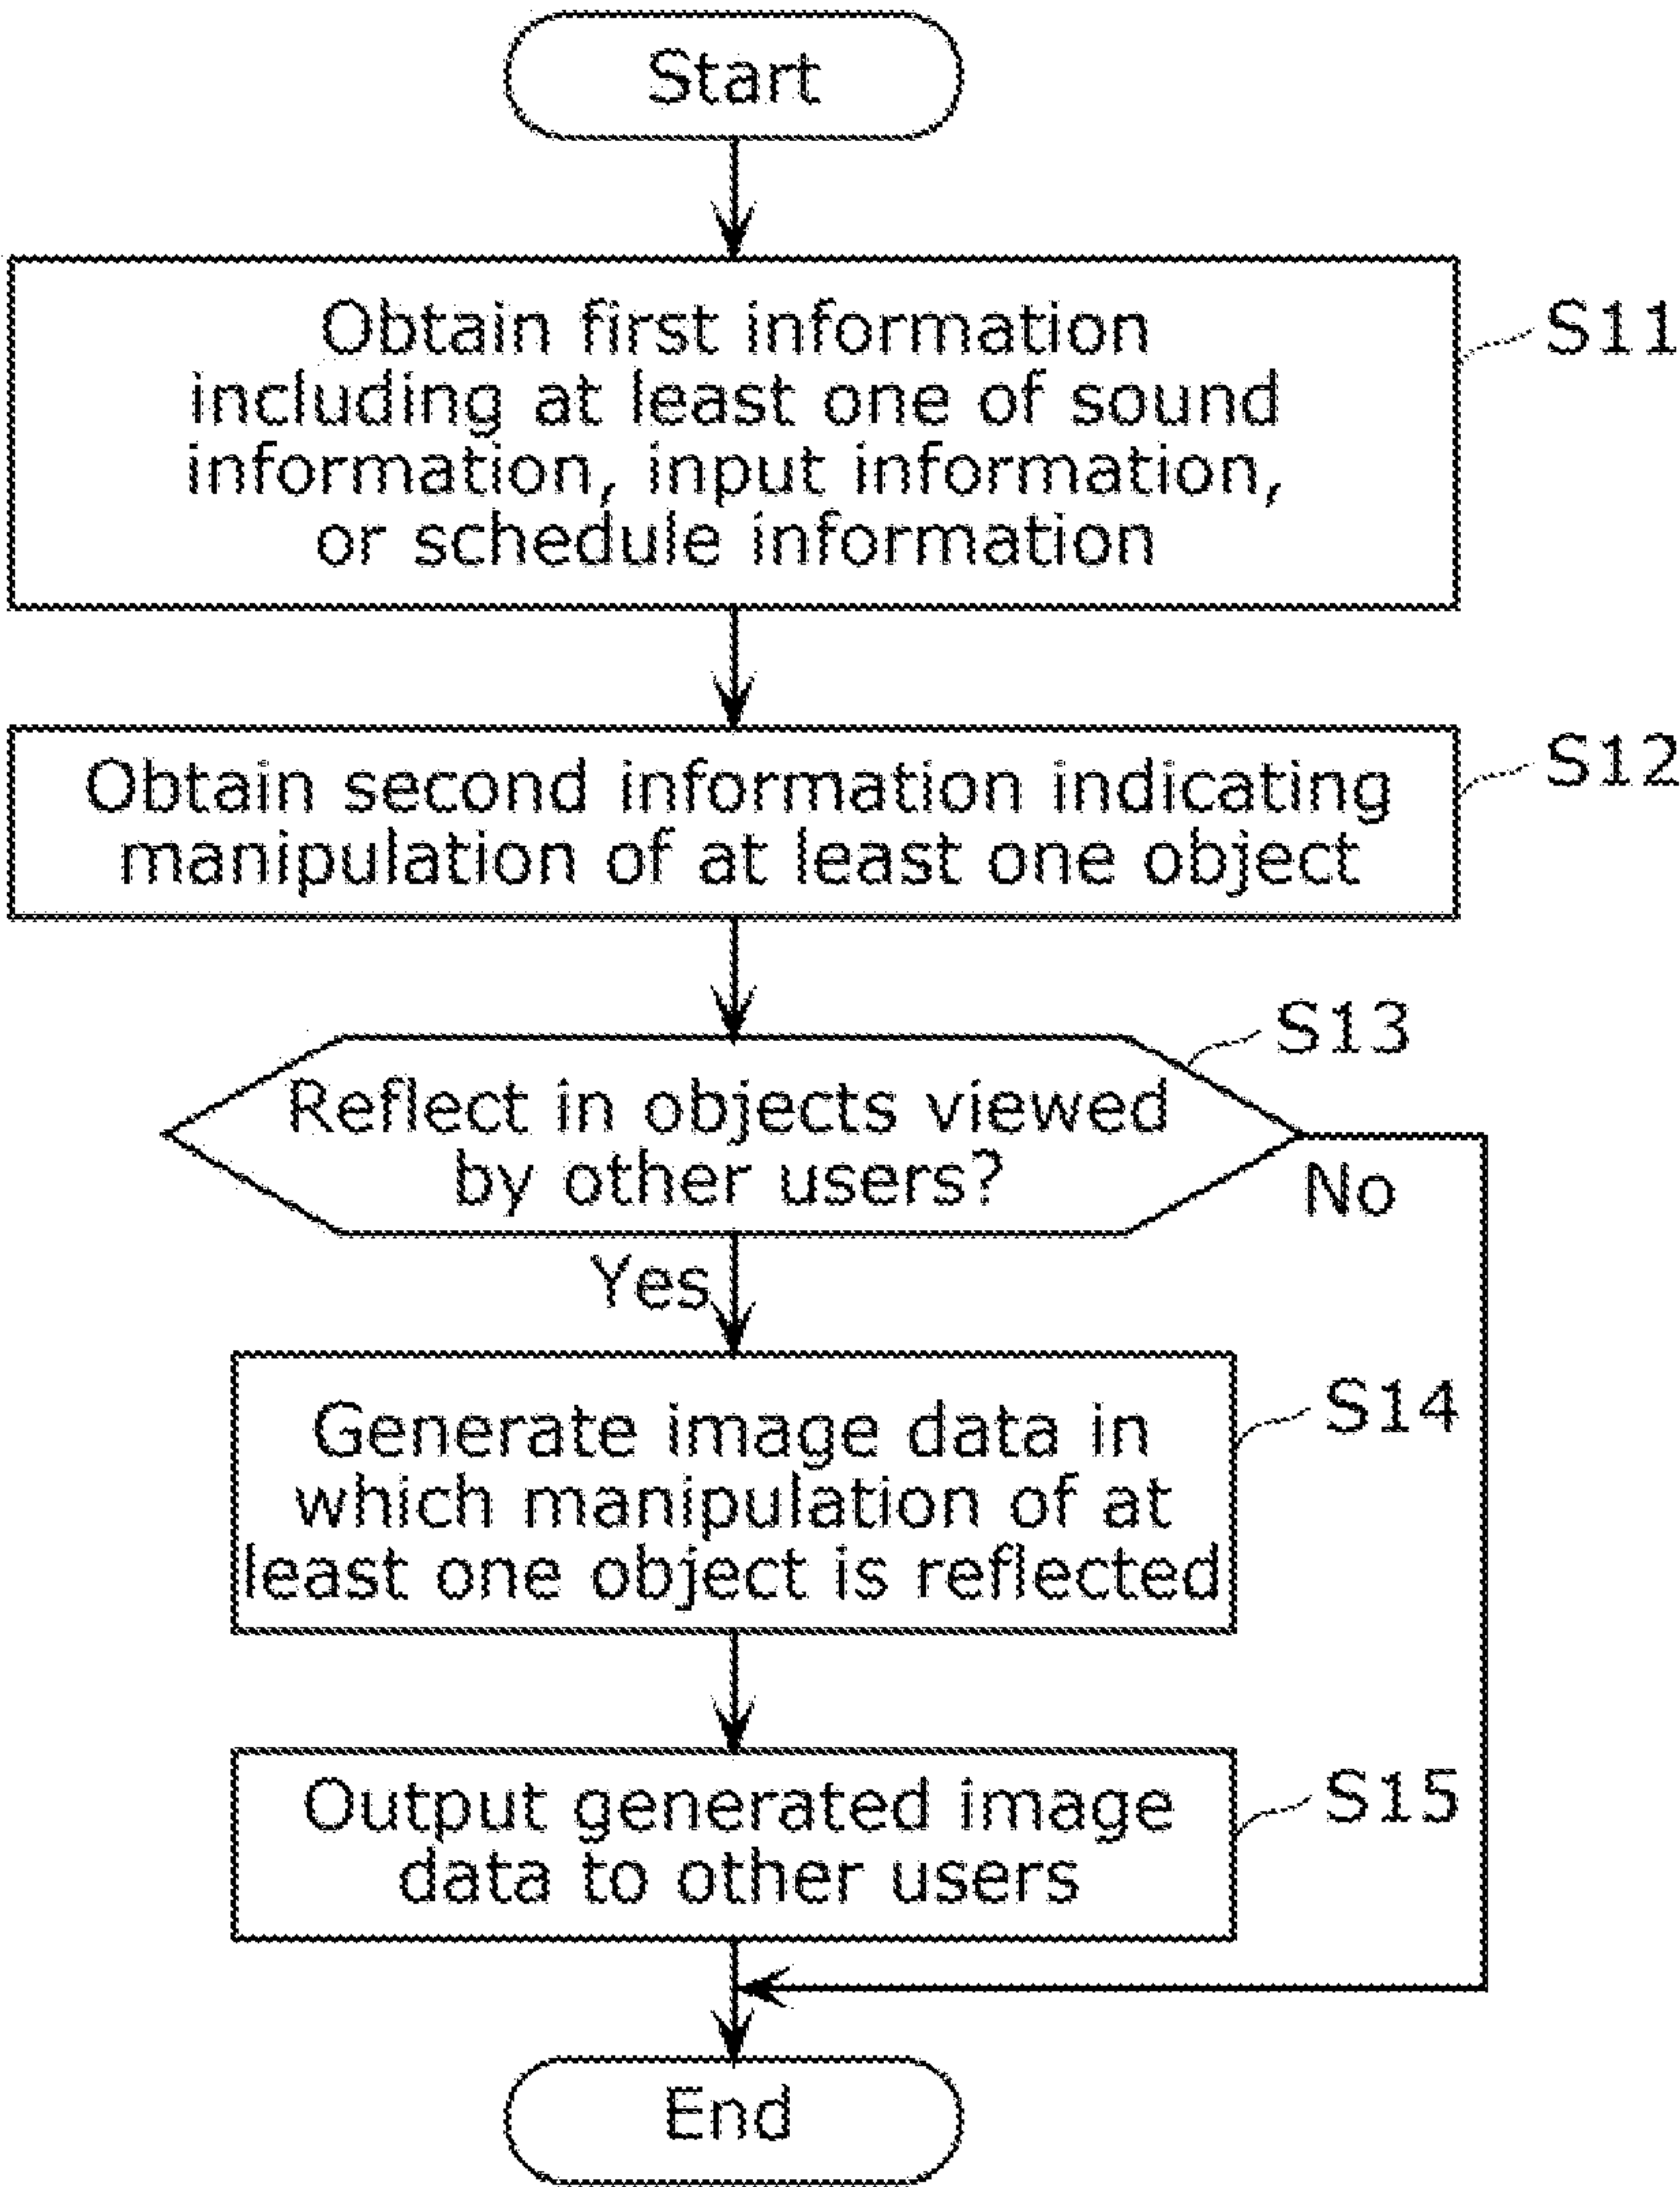 Start
Obtain first information
including at least one of sound
information, input information,
or schedule information
S11
Obtain second information indicating
manipulation of at least one object
S12
Reflect in objects viewed
by other users?
S13
No
Yes
Generate image data in
which manipulation of at
least one object is reflected
S14
Output generated image
data to other users
S15
End